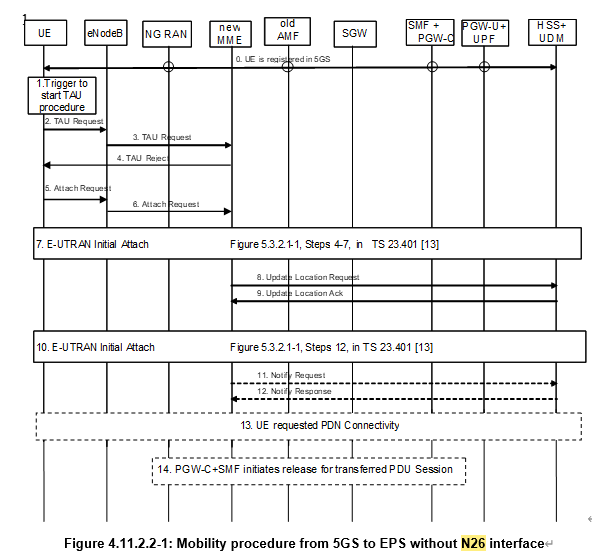 1
UE
eNodeB
NG RAN
new
MME
old
AMF
SGW
SMF +
PGW-C
PGW-U+
UPF
HSS+
UDM
0. UE is registered in 5GS
1.Trigger to
start TAU
procedure
2. TAU Request
3. TAU Request
4. TAU Reject
5. Attach Request
6. Attach Request
7. E-UTRAN Initial Attach Figure 5.3.2.1-1, Steps 4-7, in TS 23.401 [13]
8. Update Location Request
9. Update Location Ack
10. E-UTRAN Initial Attach Figure 5.3.2.1-1, Steps 12, in TS 23.401 [13]
11. Notify Request
12. Notify Response
13. UE requested PDN Connectivity
14. PGW-C+SMF initiates release for transferred PDU Session
Figure 4.11.2.2-1: Mobility procedure from 5GS to EPS without N26 interface